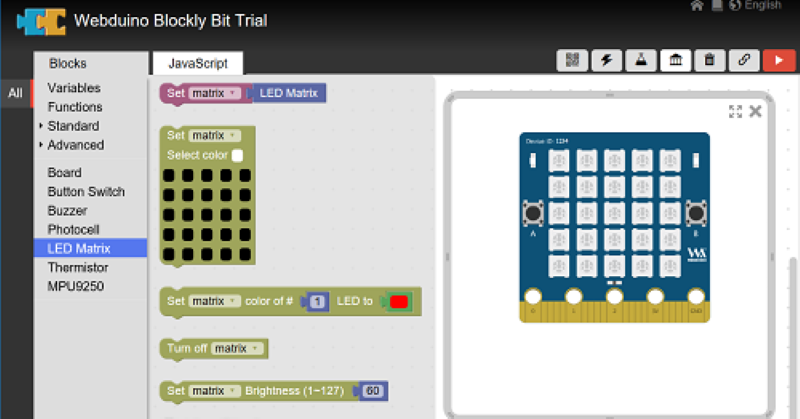 Webduino Blockly Bit Trial
English
Blocks
JavaScript
All
Variables
Functions
Standard
Advanced
Board
Button Switch
Buzzer
Photocell
LED Matrix
Thermistor
MPU9250
Set matrix LED Matrix
Set matrix
Select color
Set matrix color of # 1 LED to
Turn off matrix
Set matrix Brightness (1~127) 60
Device ID: 1234
A
B